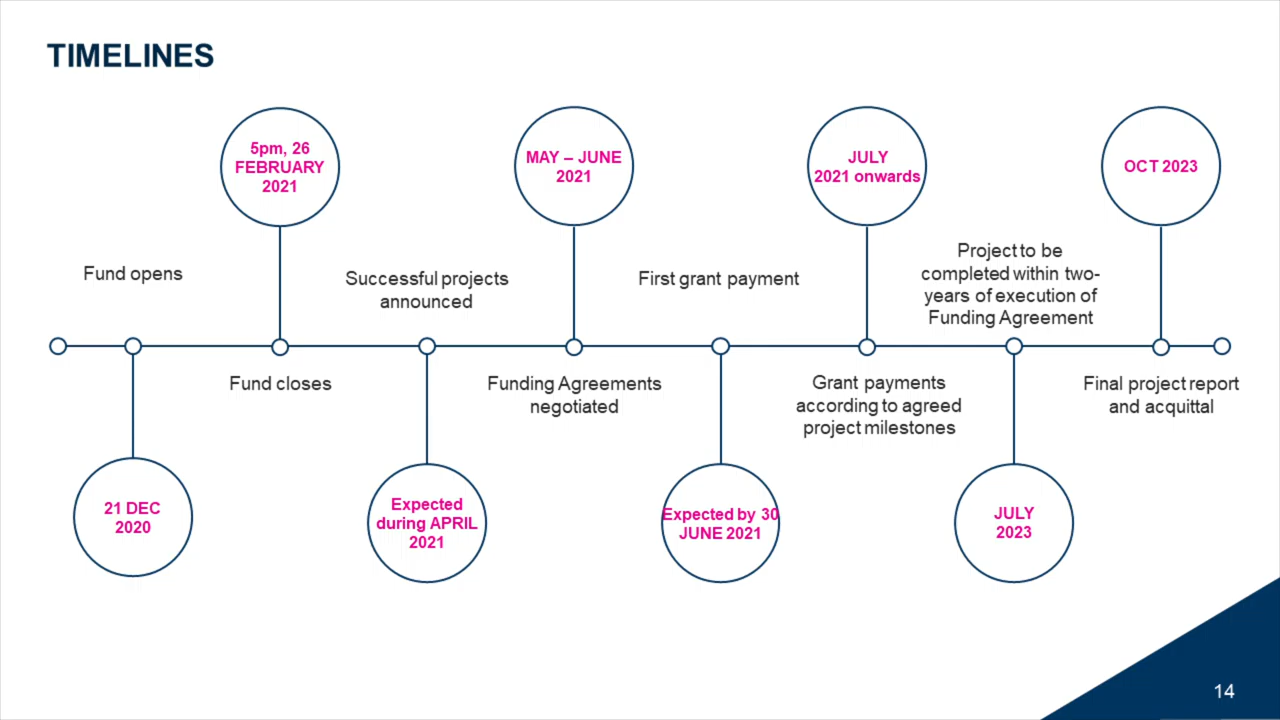 TIMELINES
5pm, 26
FEBRUARY
2021
MAY – JUNE
2021
JULY
2021 onwards
OCT 2023
Fund opens
Successful projects
announced
First grant payment
Project to be
completed within two-
years of execution of
Funding Agreement
Fund closes
Funding Agreements
negotiated
Grant payments
according to agreed
project milestones
Final project report
and acquittal
21 DEC
2020
Expected
during APRIL
2021
Expected by 30
JUNE 2021
JULY
2023
14